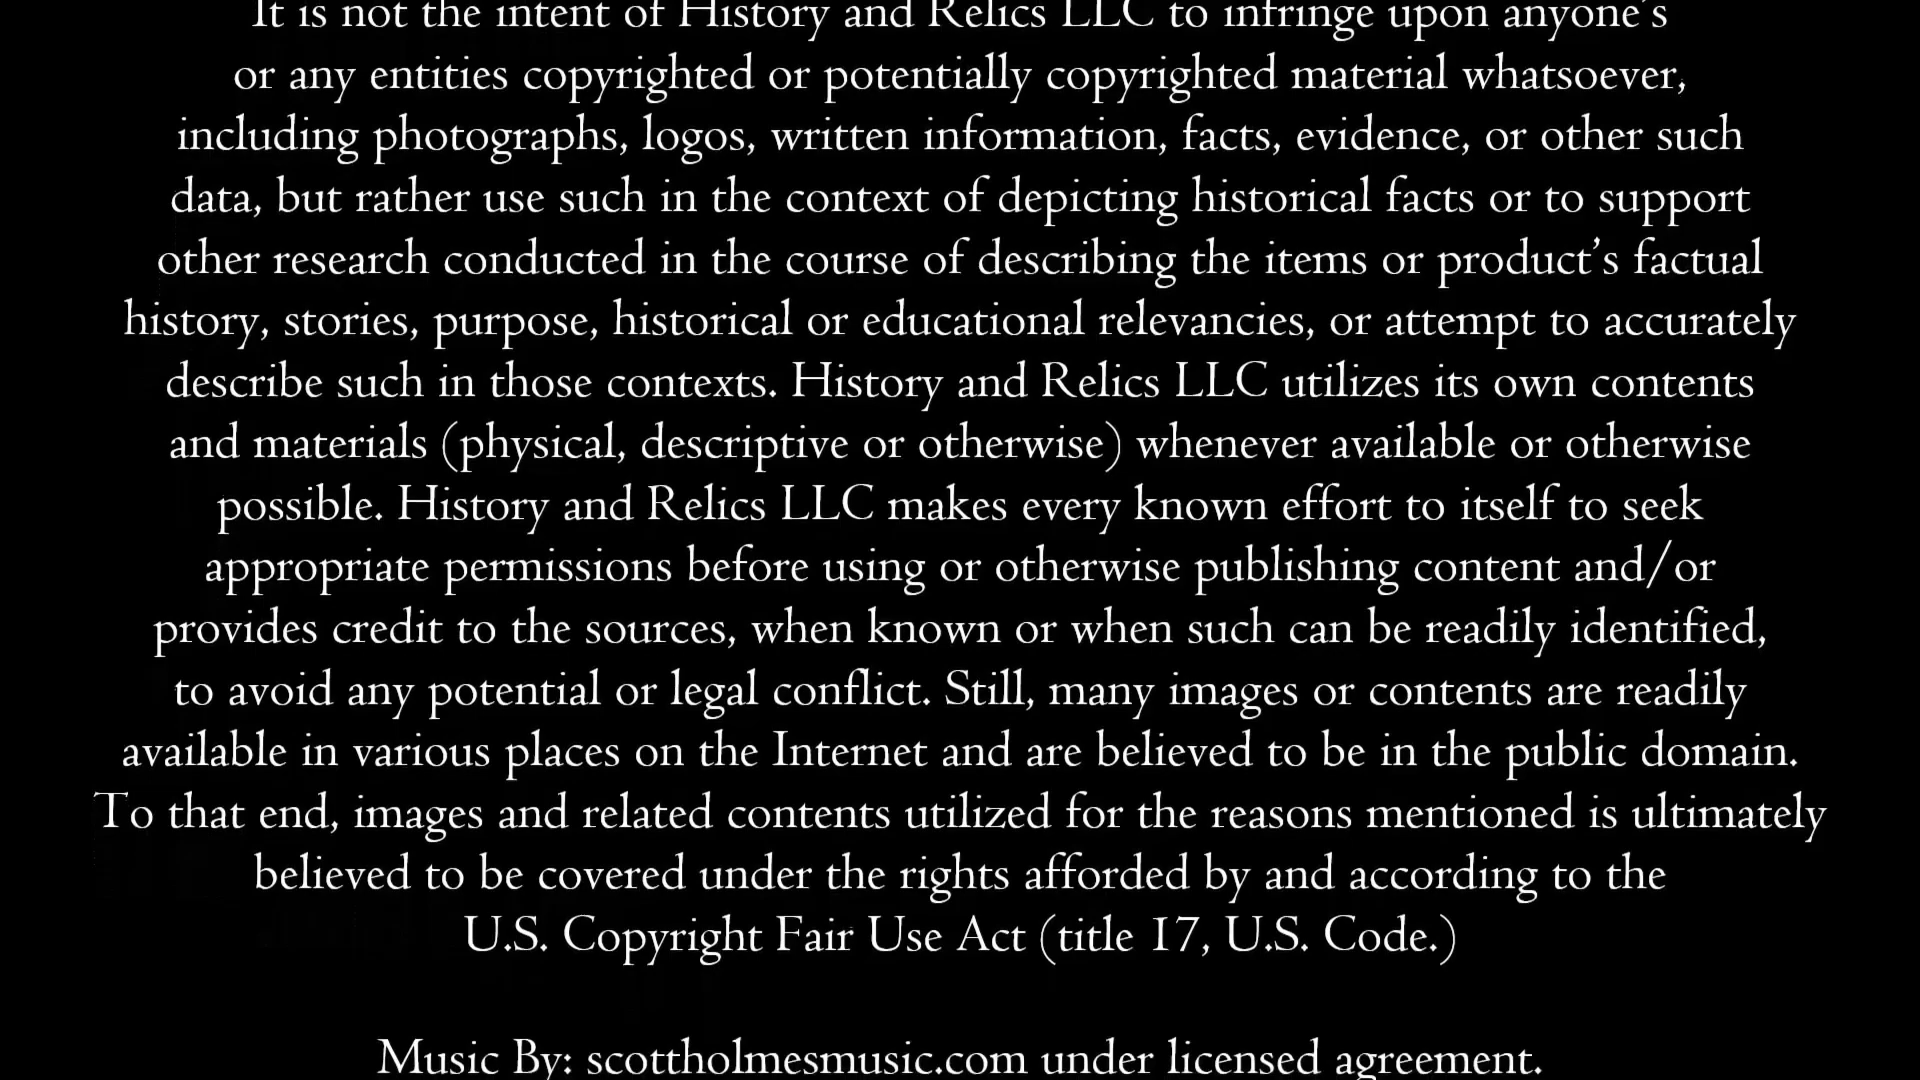 It is not the intent of History and Relics LLC to infringe upon anyone's
or any entities copyrighted or potentially copyrighted material whatsoever,
including photographs, logos, written information, facts, evidence, or other such
data, but rather use such in the context of depicting historical facts or to support
other research conducted in the course of describing the items or product's factual
history, stories, purpose, historical or educational relevancies, or attempt to accurately
describe such in those contexts. History and Relics LLC utilizes its own contents
and materials (physical, descriptive or otherwise) whenever available or otherwise
possible. History and Relics LLC makes every known effort to itself to seek
appropriate permissions before using or otherwise publishing content and/or
provides credit to the sources, when known or when such can be readily identified,
to avoid any potential or legal conflict. Still, many images or contents are readily
available in various places on the Internet and are believed to be in the public domain.
To that end, images and related contents utilized for the reasons mentioned is ultimately
believed to be covered under the rights afforded by and according to the
U.S. Copyright Fair Use Act (title 17, U.S. Code.)
Music By: scottholmesmusic.com under licensed agreement.